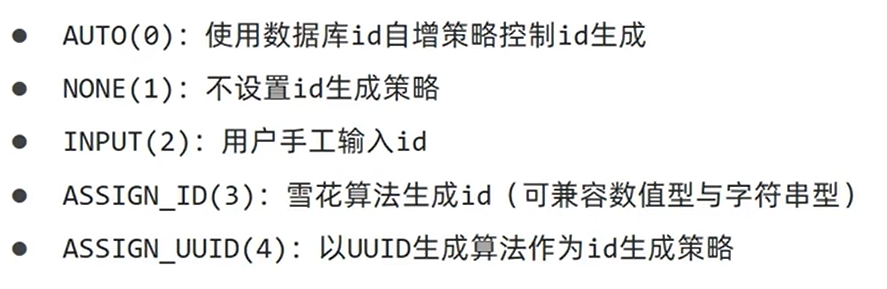 ● AUTO(0)：使用数据库id自增策略控制id生成
● NONE(1)：不设置id生成策略
● INPUT(2)：用户手工输入id
● ASSIGN_ID(3)：雪花算法生成id（可兼容数值型与字符串型）
● ASSIGN_UUID(4)：以UUID生成算法作为id生成策略